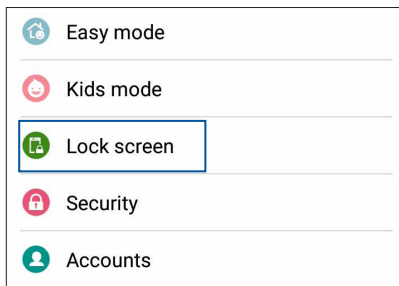 Easy mode
Kids mode
Lock screen
Security
Accounts